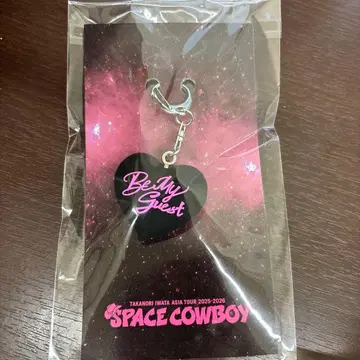 Be My
Guest
TAKANORI IWATA ASIA TOUR 2025-2026
SPACE COWBOY